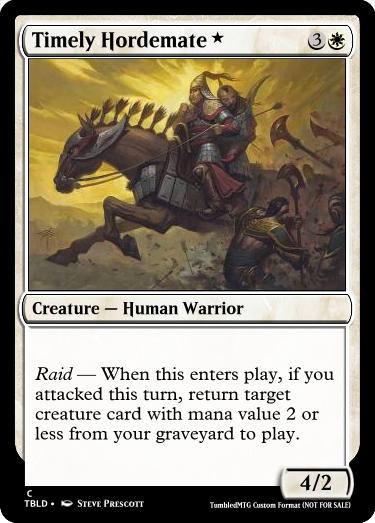 Timely Hordemate★ 3
Creature — Human Warrior
Raid — When this enters play, if you
attacked this turn, return target
creature card with mana value 2 or
less from your graveyard to play.
4/2
C
TBLD • Steve Prescott
TumbledMTG Custom Format (NOT FOR SALE)